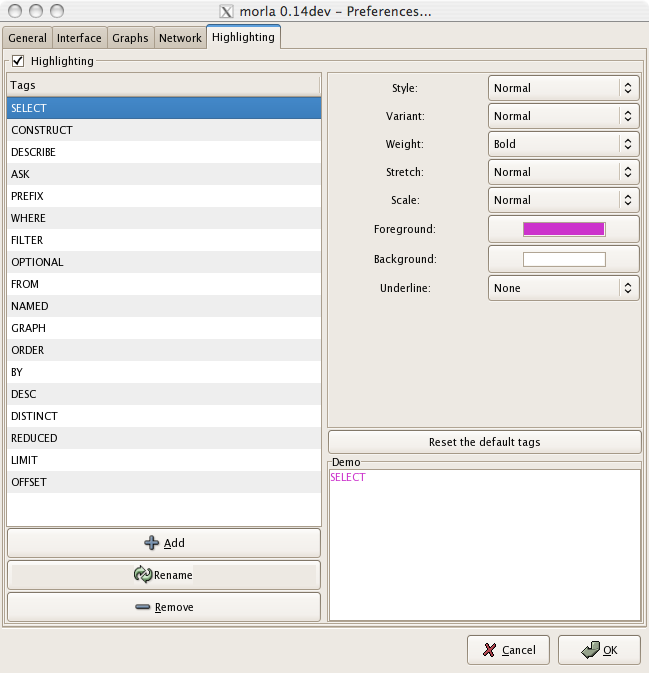 morla 0.14dev – Preferences...
General Interface Graphs Network Highlighting
Highlighting
Tags
SELECT
CONSTRUCT
DESCRIBE
ASK
PREFIX
WHERE
FILTER
OPTIONAL
FROM
NAMED
GRAPH
ORDER
BY
DESC
DISTINCT
REDUCED
LIMIT
OFFSET
Add
Rename
Remove
Style: Normal
Variant: Normal
Weight: Bold
Stretch: Normal
Scale: Normal
Foreground:
Background:
Underline: None
Reset the default tags
Demo
SELECT
Cancel OK